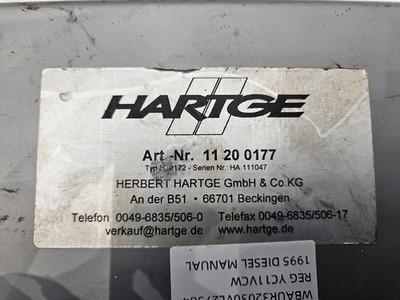 HARTGE
Art.-Nr. 11 20 0177
Serien Nr.: HA 111047
HERBERT HARTGE GmbH & Co.KG
An der B51 • 66701 Beckingen
Telefon 0049-6835/506-0 Telefax 0049-6835/506-17
verkauf@hartge.de • www.hartge.de
REG YC11VCW
1995 DIESEL MANUAL